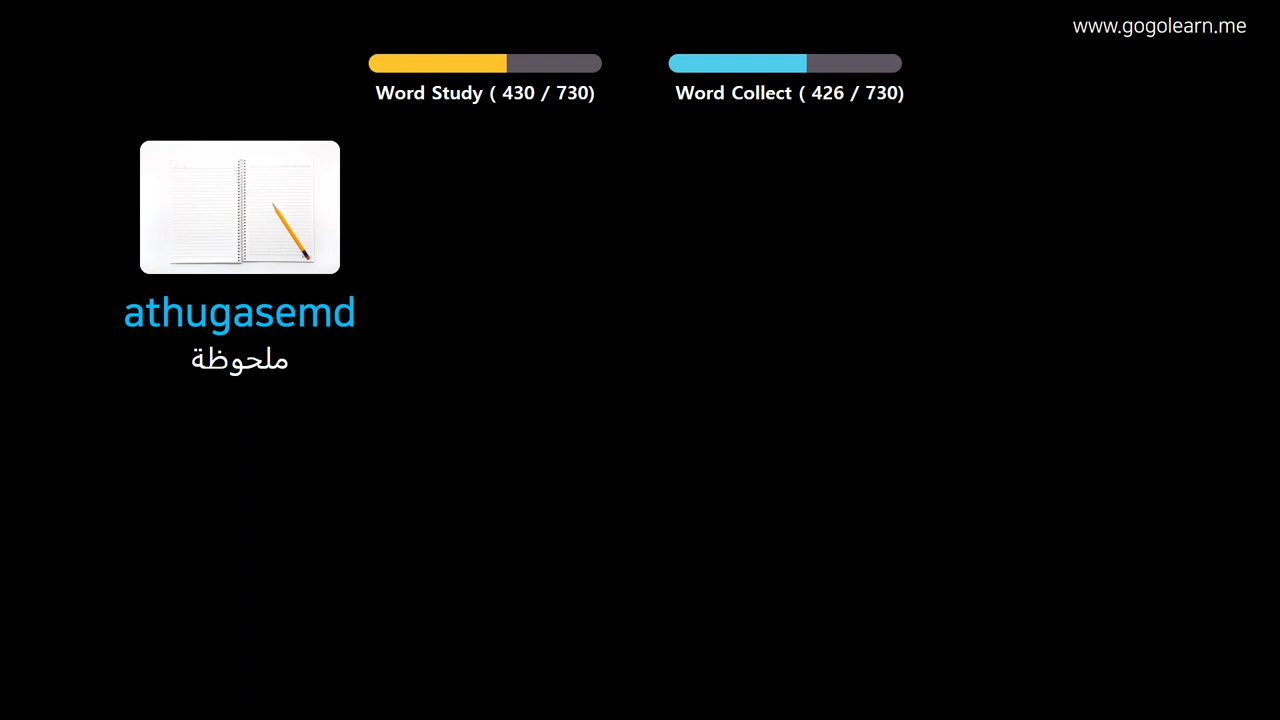 www.gogolearn.me
Word Study ( 430 / 730)
Word Collect ( 426 / 730)
athugasemd
ملحوظة